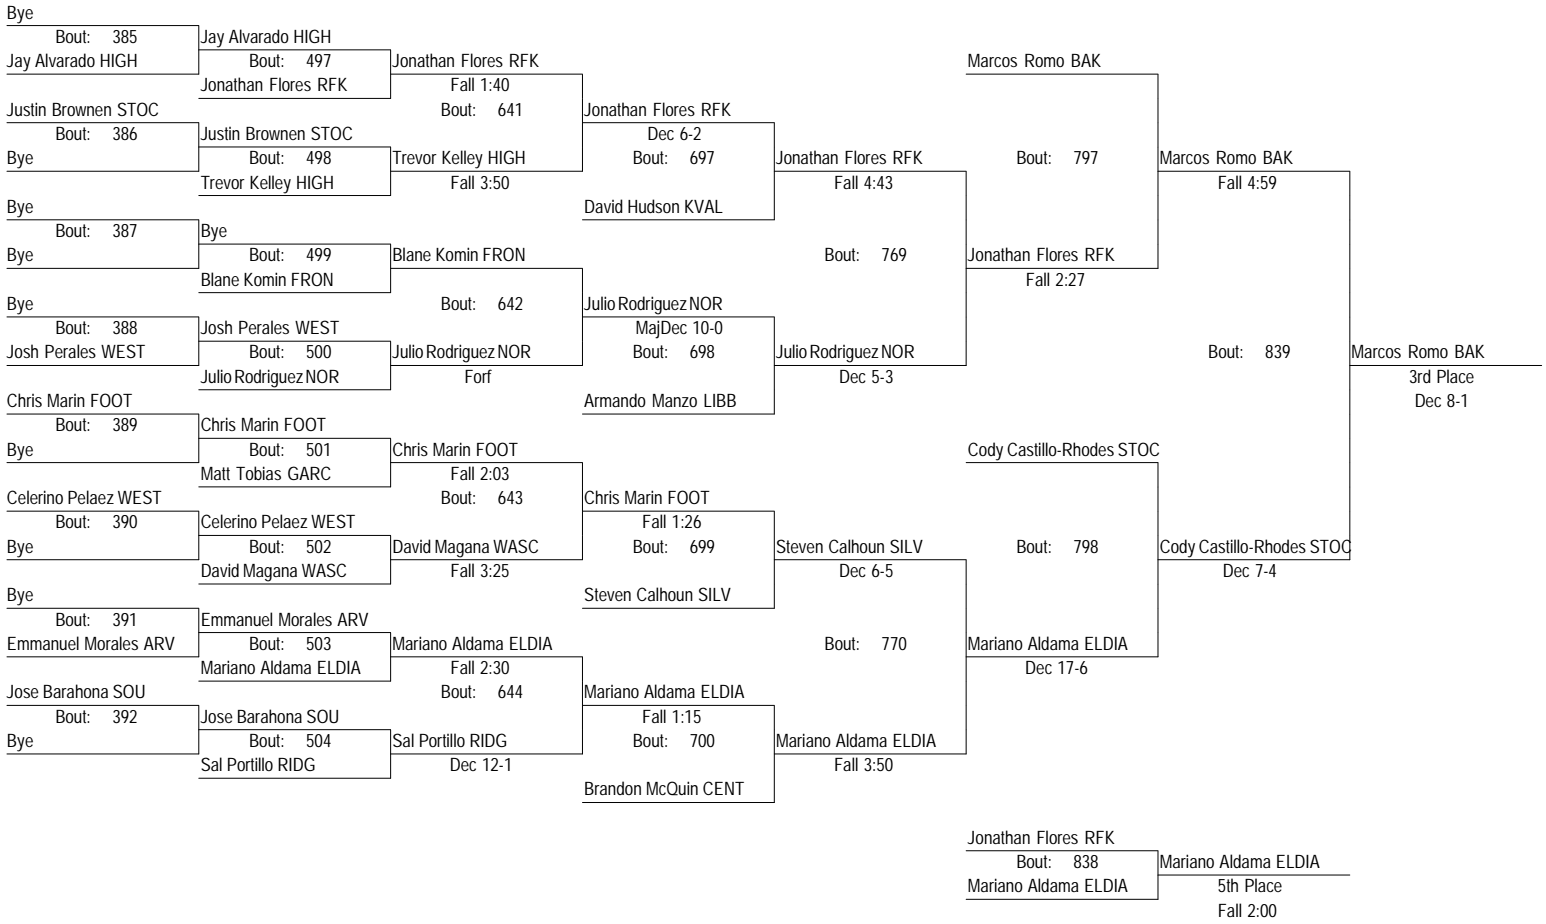 Bye
Bout: 385
Jay Alvarado HIGH
Justin Brownen STOC
Bout: 386
Bye
Bye
Bout: 387
Bye
Bye
Bout: 388
Josh Perales WEST
Chris Marin FOOT
Bout: 389
Bye
Celerino Pelaez WEST
Bout: 390
Bye
Bye
Bout: 391
Emmanuel Morales ARV
Jose Barahona SOU
Bout: 392
Bye
Jay Alvarado HIGH
Bout: 497
Jonathan Flores RFK
Justin Brownen STOC
Bout: 498
Trevor Kelley HIGH
Bye
Bout: 499
Blane Komin FRON
Josh Perales WEST
Bout: 500
Julio Rodriguez NOR
Chris Marin FOOT
Bout: 501
Matt Tobias GARC
Celerino Pelaez WEST
Bout: 502
David Magana WASC
Emmanuel Morales ARV
Bout: 503
Mariano Aldama ELDIA
Jose Barahona SOU
Bout: 504
Sal Portillo RIDG
Jonathan Flores RFK
Fall 1:40
Bout: 641
Trevor Kelley HIGH
Fall 3:50
Blane Komin FRON
Bout: 642
Julio Rodriguez NOR
Forf
Chris Marin FOOT
Fall 2:03
Bout: 643
David Magana WASC
Fall 3:25
Mariano Aldama ELDIA
Fall 2:30
Bout: 644
Sal Portillo RIDG
Dec 12-1
Jonathan Flores RFK
Dec 6-2
Bout: 697
David Hudson KVAL
Julio Rodriguez NOR
MajDec 10-0
Bout: 698
Armando Manzo LIBB
Chris Marin FOOT
Fall 1:26
Bout: 699
Steven Calhoun SILV
Mariano Aldama ELDIA
Fall 1:15
Bout: 700
Brandon McQuin CENT
Jonathan Flores RFK
Fall 4:43
Bout: 769
Julio Rodriguez NOR
Dec 5-3
Steven Calhoun SILV
Dec 6-5
Bout: 770
Mariano Aldama ELDIA
Fall 3:50
Marcos Romo BAK
Bout: 797
Jonathan Flores RFK
Fall 2:27
Cody Castillo-Rhodes STOC
Bout: 798
Mariano Aldama ELDIA
Dec 17-6
Marcos Romo BAK
Fall 4:59
Bout: 839
Cody Castillo-Rhodes STOC
Dec 7-4
Marcos Romo BAK
3rd Place
Dec 8-1
Jonathan Flores RFK
Bout: 838
Mariano Aldama ELDIA
Mariano Aldama ELDIA
5th Place
Fall 2:00